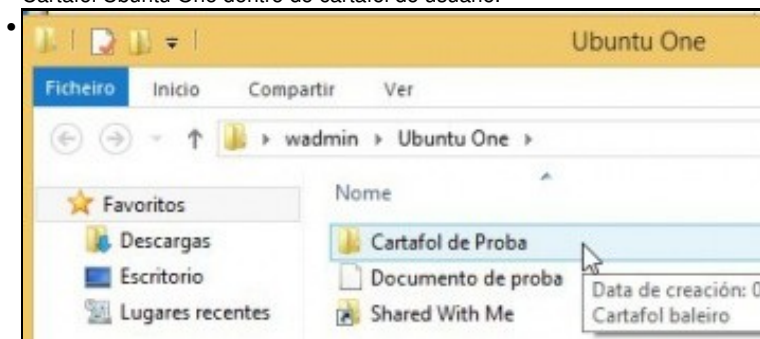 Cartafol Ubuntu One dentro do cartafol do usuario.
Ubuntu One
Ficheiro Inicio Compartir Ver
wadmin Ubuntu One
Favoritos
Descargas
Escritorio
Lugares recentes
Nome
Cartafol de Proba
Documento de proba
Shared With Me
Data de creación: 0
Cartafol baleiro